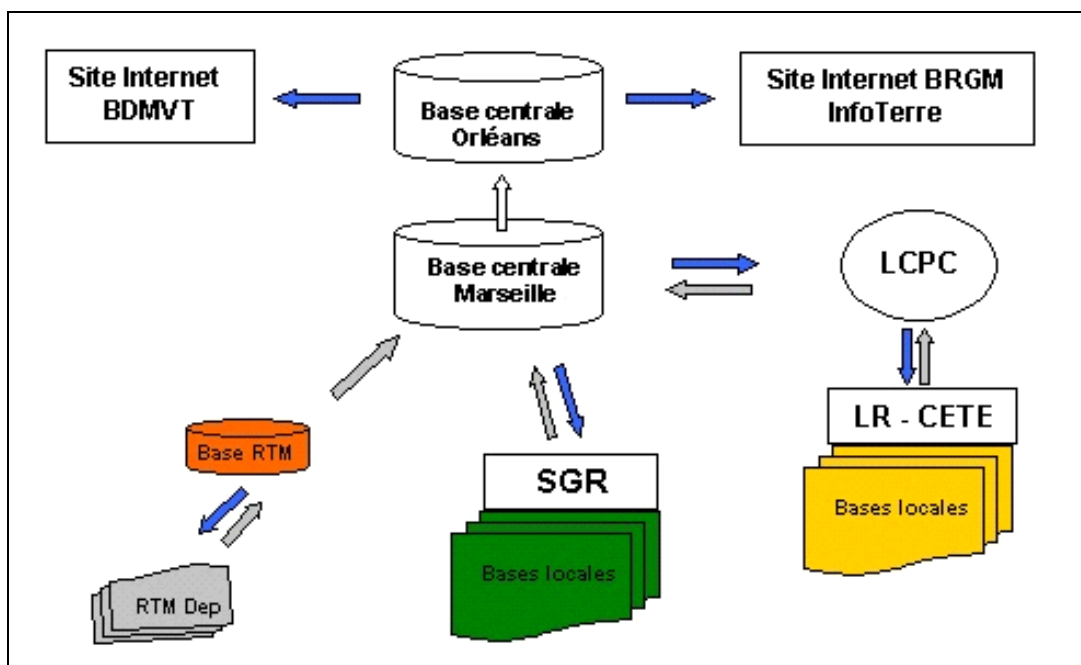 Site Internet
BDMVT
Base centrale
Orléans
Site Internet BRGM
InfoTerre
Base centrale
Marseille
LCPC
LR - CETE
Bases locales
Base RTM
SGR
Bases locales
RTM Dep